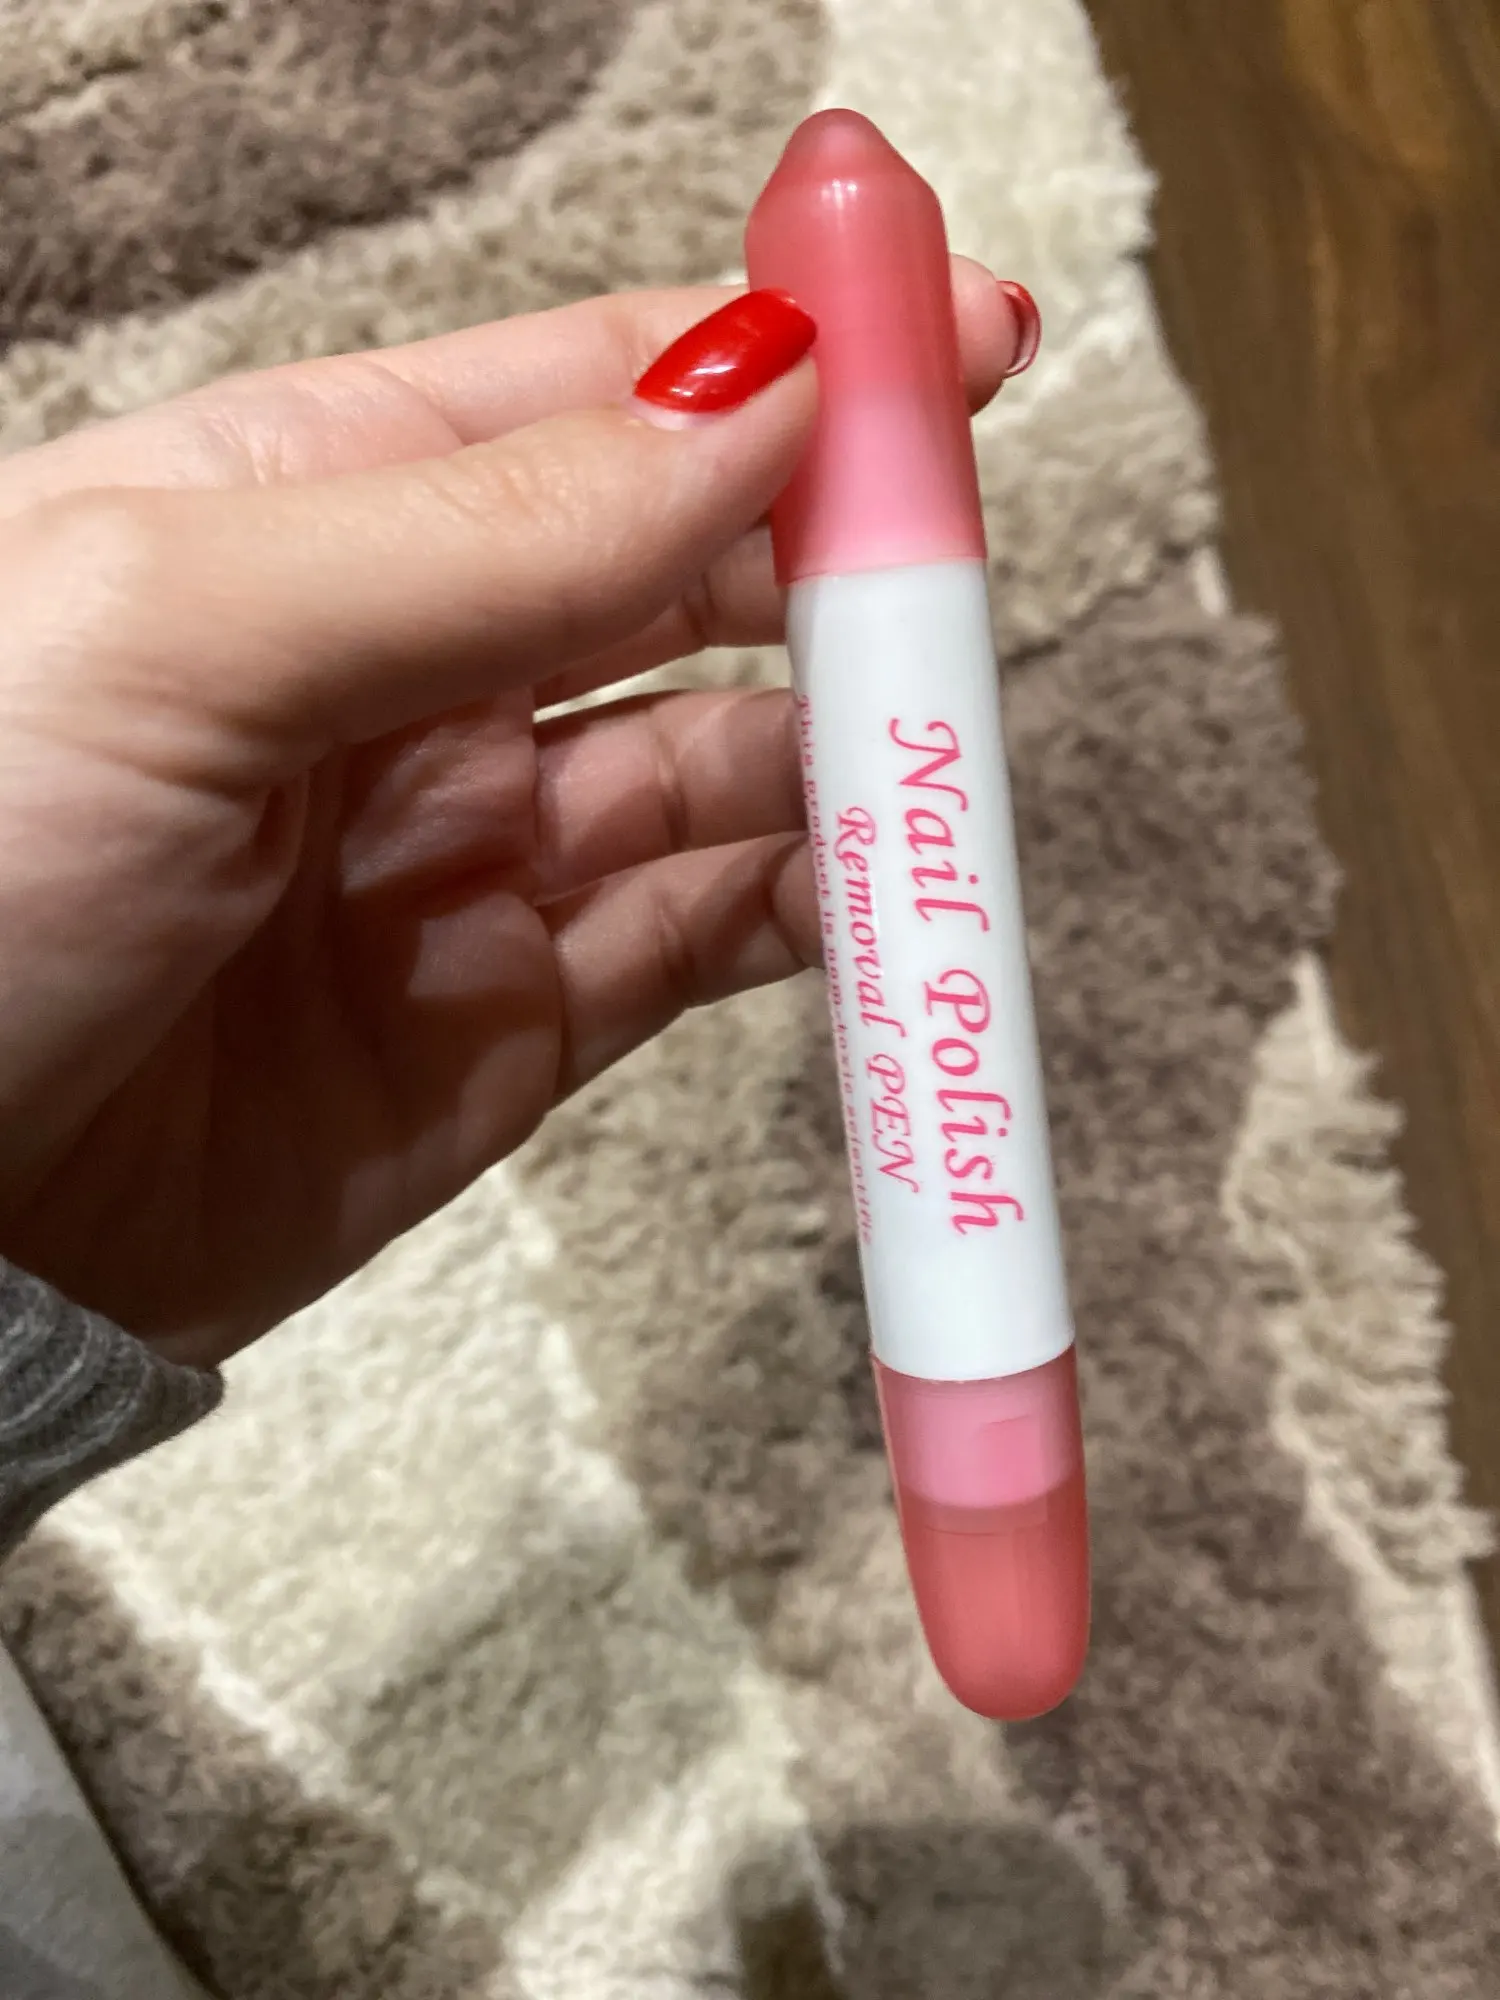 Nail Polish
Removal PEN
This product is non-toxic scientific